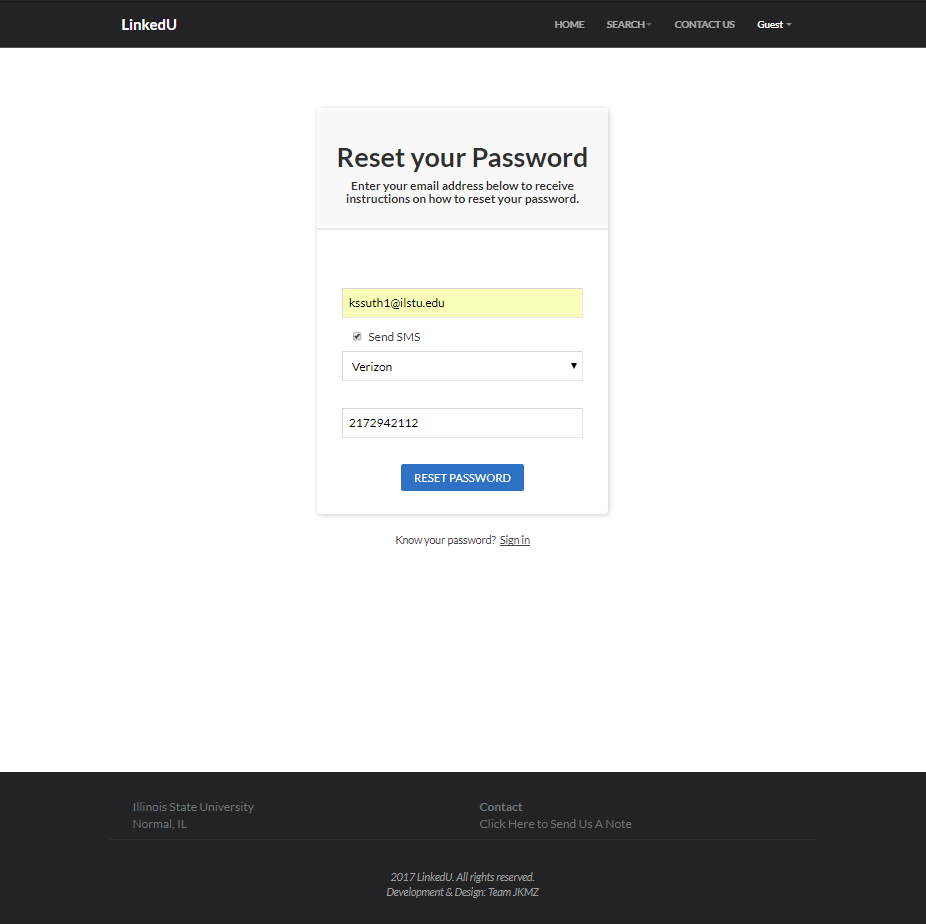 LinkedU
HOME SEARCH CONTACT US Guest
Reset your Password
Enter your email address below to receive
instructions on how to reset your password.
kssuth1@ilstu.edu
Send SMS
Verizon
2172942112
RESET PASSWORD
Know your password? Sign in
Illinois State University
Normal, IL
Contact
Click Here to Send Us A Note
2017 LinkedU. All rights reserved.
Development & Design: Team JKMZ